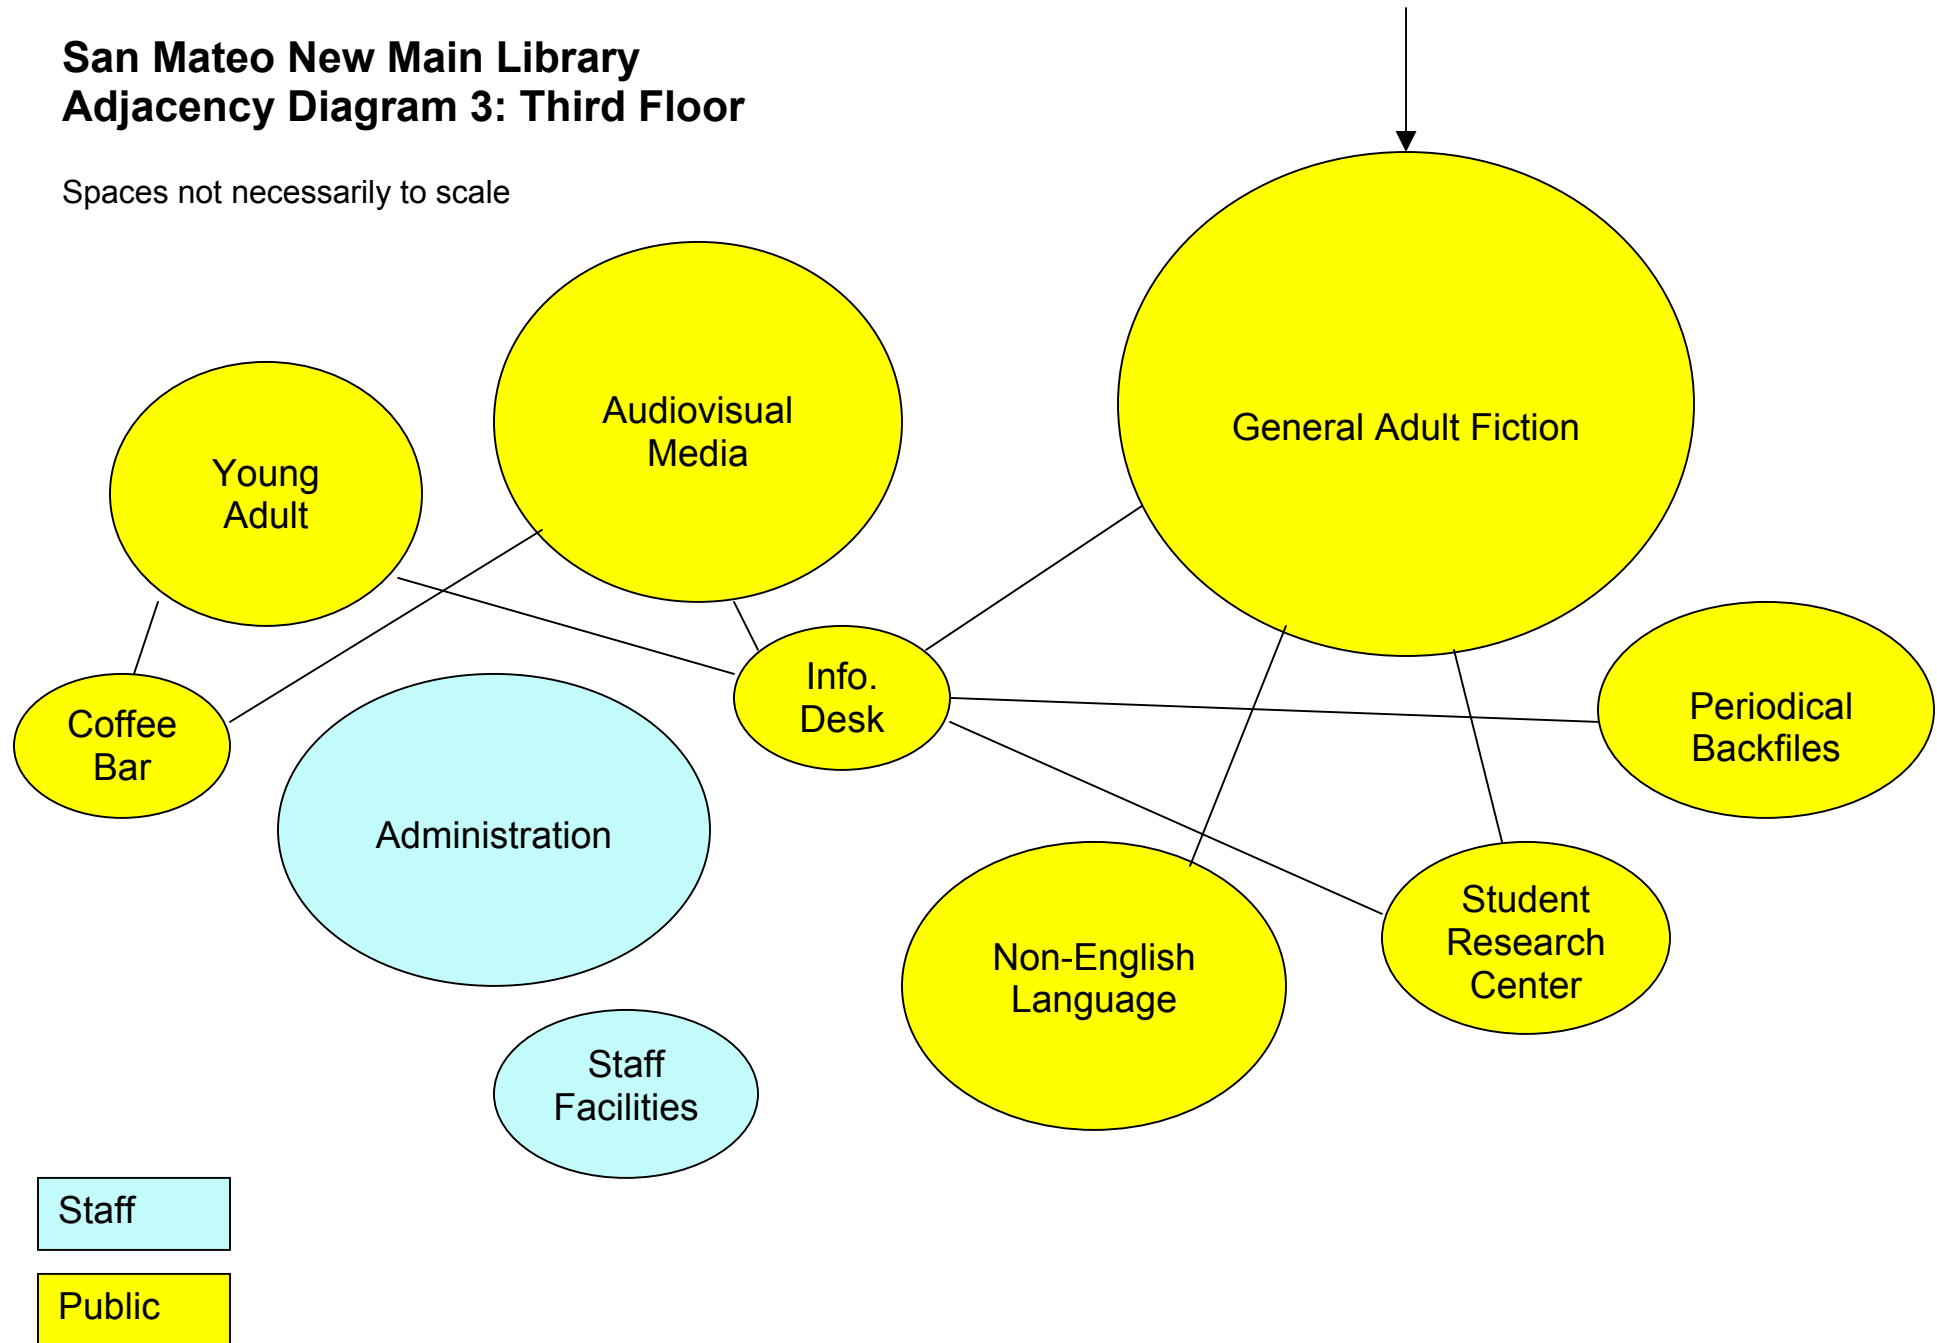 San Mateo New Main Library
Adjacency Diagram 3: Third Floor
Spaces not necessarily to scale
Audiovisual
Media
General Adult Fiction
Young
Adult
Info.
Desk
Coffee
Bar
Periodical
Backfiles
Administration
Student
Research
Center
Non-English
Language
Staff
Facilities
Staff
Public